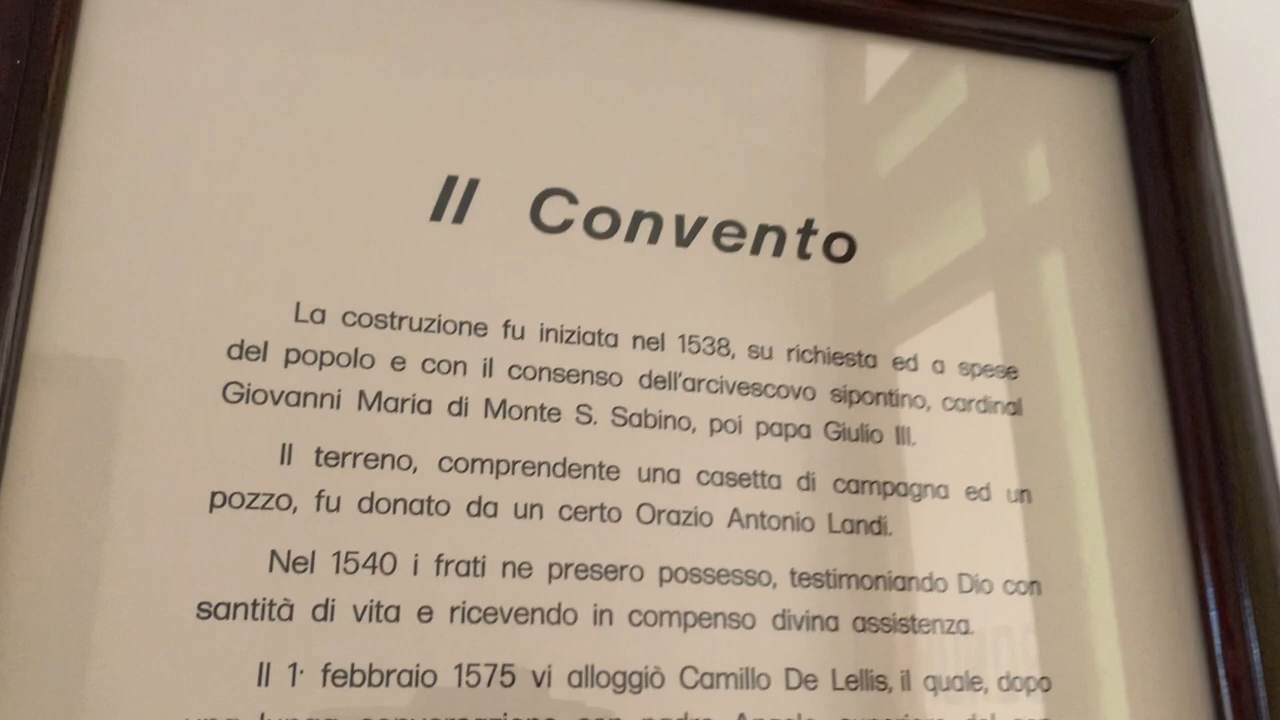 Il Convento
La costruzione fu iniziata nel 1538, su richiesta ed a spese
del popolo e con il consenso dell'arcivescovo sipontino, cardinal
Giovanni Maria di Monte S. Sabino, poi papa Giulio III.
Il terreno, comprendente una casetta di campagna ed un
pozzo, fu donato da un certo Orazio Antonio Landi.
Nel 1540 i frati ne presero possesso, testimoniando Dio con
santità di vita e ricevendo in compenso divina assistenza.
Il 1· febbraio 1575 vi alloggiò Camillo De Lellis, il quale, dopo